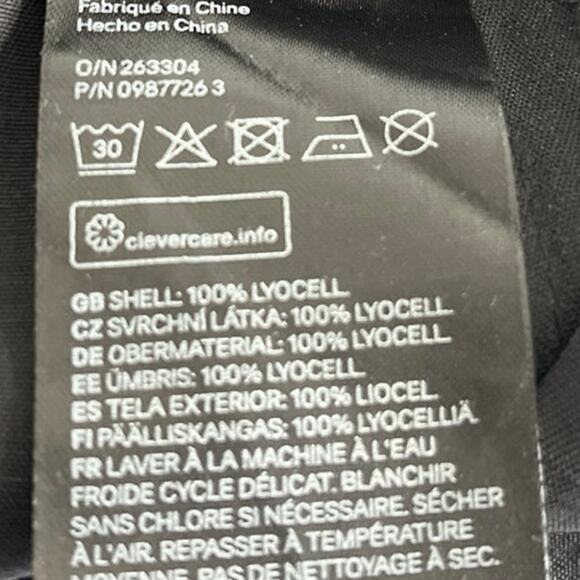 Fabriqué en Chine
Hecho en China
O/N 263304
P/N 0987726 3
30
clevercare.info
GB SHELL: 100% LYOCELL
CZ SVRCHNÍ LÁTKA: 100% LYOCELL
DE OBERMATERIAL: 100% LYOCELL
EE ÜMBRIS: 100% LYOCELL
ES TELA EXTERIOR: 100% LIOCEL
FI PÄÄLLISKANGAS: 100% LYOCELLIÄ
FR LAVER À LA MACHINE À L'EAU
FROIDE CYCLE DÉLICAT. BLANCHIR
SANS CHLORE SI NÉCESSAIRE. SÉCHER
À L'AIR. REPASSER À TEMPÉRATURE
MOYENNE. PAS DE NETTOYAGE À SEC.